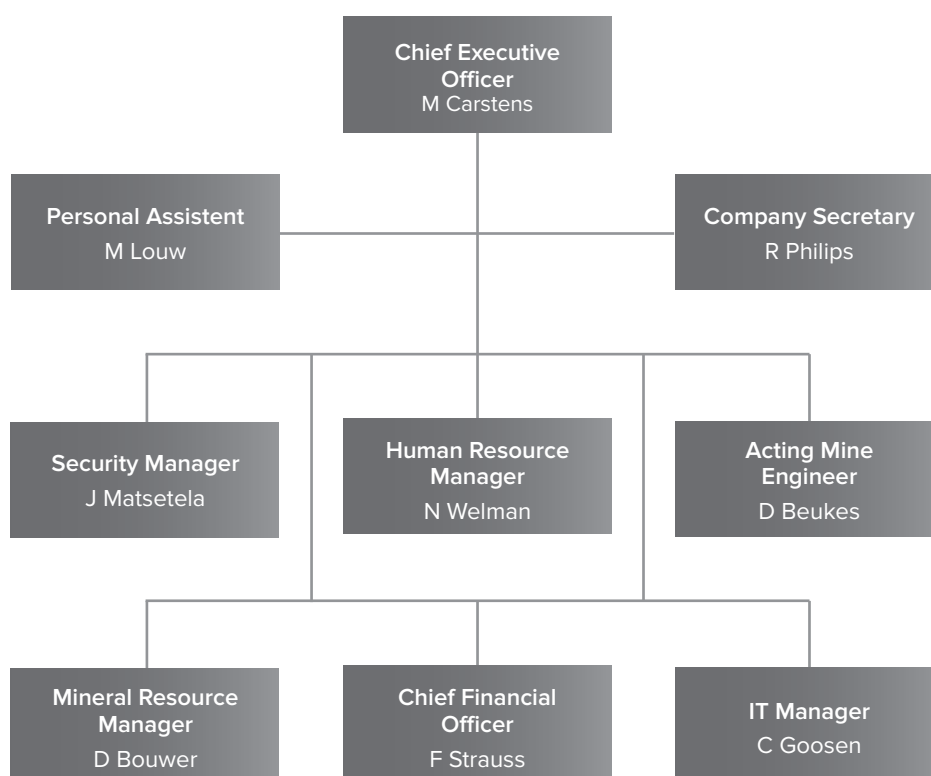 Chief Executive
Officer
M Carstens
Personal Assistent
M Louw
Company Secretary
R Philips
Security Manager
J Matsetela
Human Resource
Manager
N Welman
Acting Mine
Engineer
D Beukes
Mineral Resource
Manager
D Bouwer
Chief Financial
Officer
F Strauss
IT Manager
C Goosen